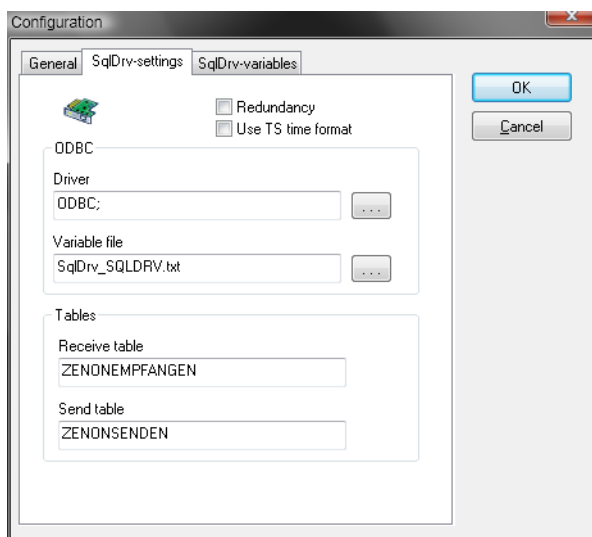 Configuration
General SqlDrv-settings SqlDrv-variables
OK
Cancel
Redundancy
Use TS time format
ODBC
Driver
ODBC;
...
Variable file
SqlDrv_SQLDRV.txt
...
Tables
Receive table
ZENONEMPFANGEN
Send table
ZENONSENDEN